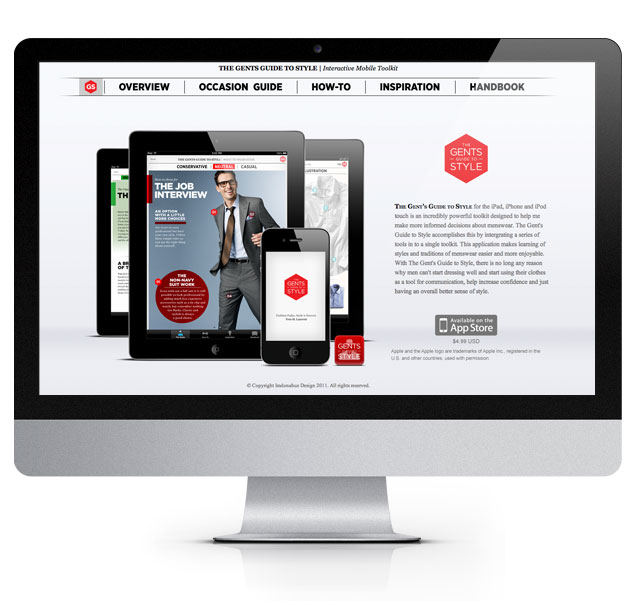 THE GENTS GUIDE TO STYLE | Interactive Mobile Toolkit
GS OVERVIEW OCCASION GUIDE HOW-TO INSPIRATION HANDBOOK
CONSERVATIVE NEUTRAL CASUAL
THE JOB
INTERVIEW
AN OPTION
WITH A LITTLE
MORE CHOICES
THE
NON-NAVY
SUIT WORK
THE
GENTS
GUIDE TO
STYLE
GENTS
STYLE
THE
GENTS
GUIDE TO
STYLE
The Gent's Guide to Style for the iPad, iPhone and iPod
touch is an incredibly powerful toolkit designed to help me
make more informed decisions about menswear. The Gent's
Guide to Style accomplishes this by intergrating a series of
tools in to a single toolkit. This application makes learning of
styles and traditions of menswear easier and more enjoyable.
With The Gent's Guide to Style, there is no long any reason
why men can't start dressing well and start using their clothes
as a tool for communication, help increase confidence and just
having an overall better sense of style.
Available on the
App Store
$4.99 USD
Apple and the Apple logo are trademarks of Apple Inc., registered in the
U.S. and other countries, used with permission
© Copyright Design 2011. All rights reserved.